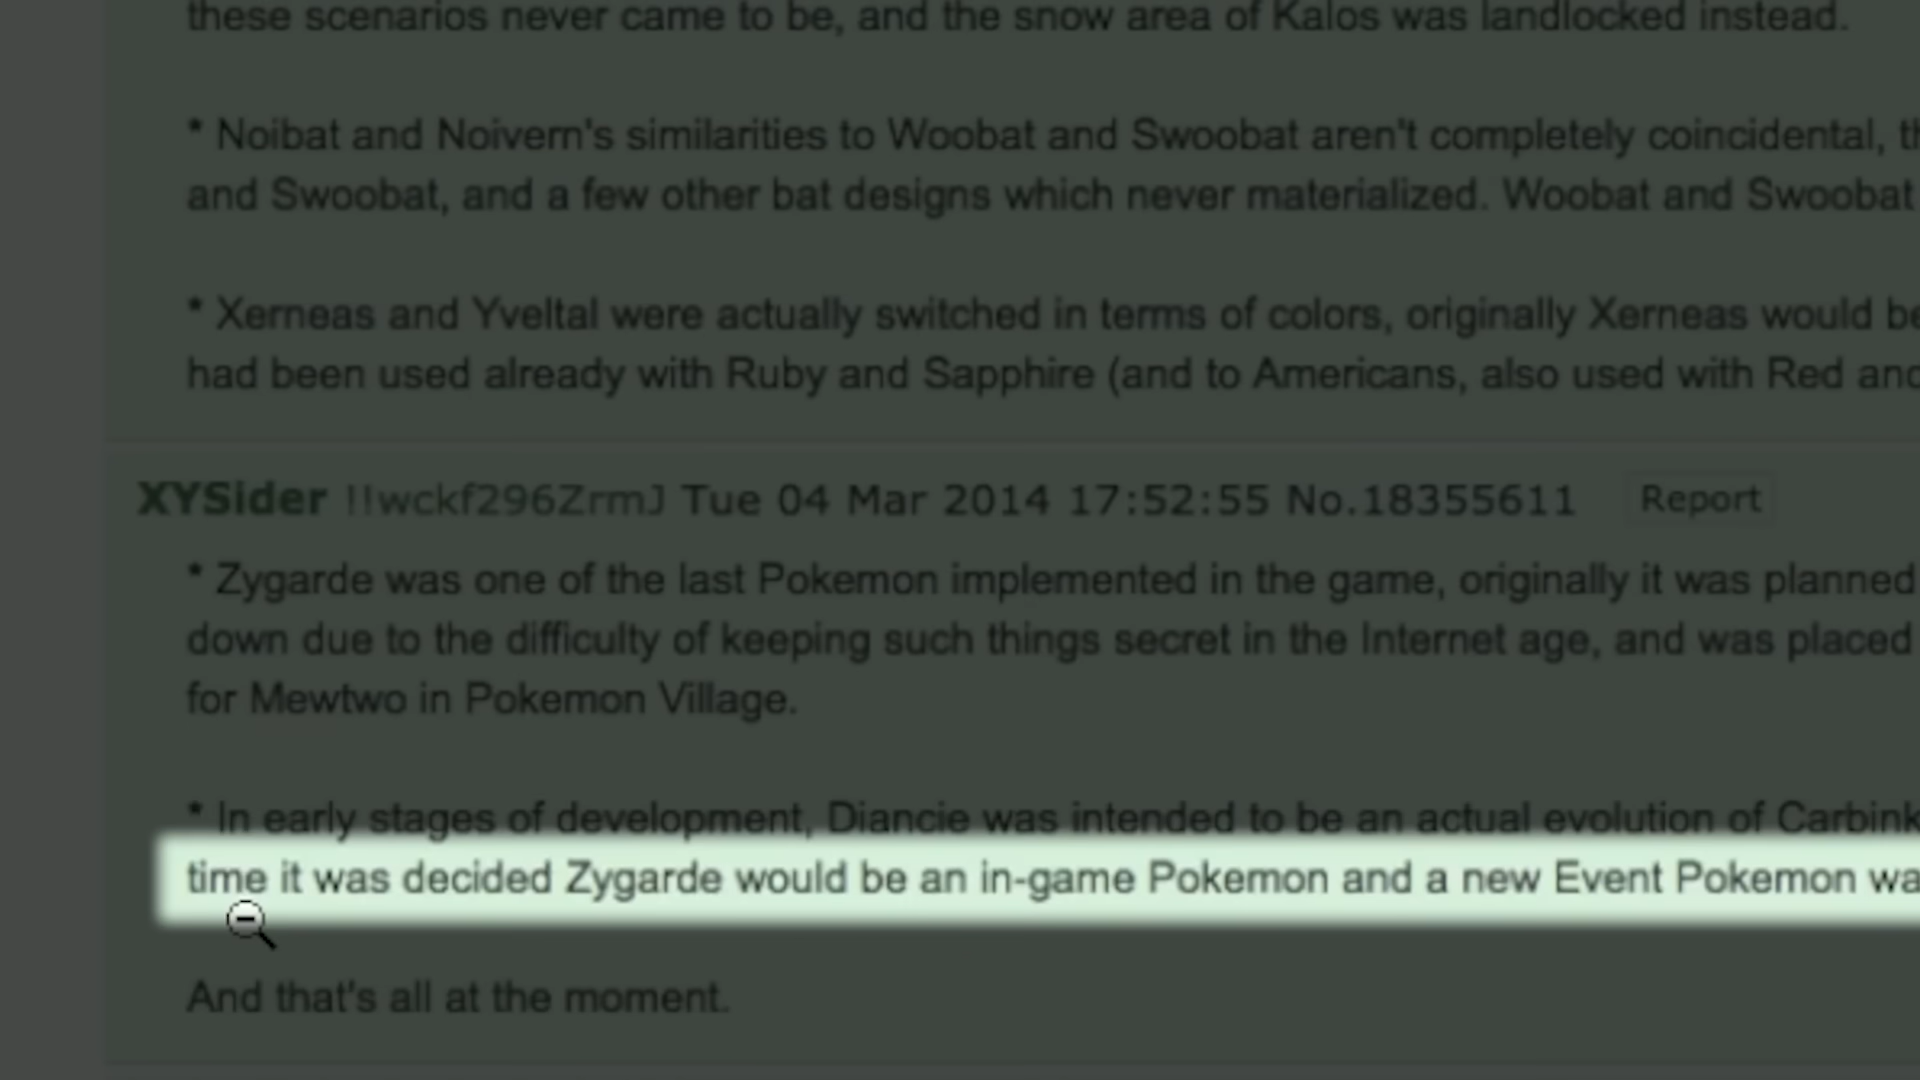 these scenarios never came to be, and the snow area of Kalos was landlocked instead.
* Noibat and Noivern's similarities to Woobat and Swoobat aren't completely coincidental,
and Swoobat, and a few other bat designs which never materialized. Woobat and Swoobat
* Xerneas and Yveltal were actually switched in terms of colors, originally Xerneas would be
had been used already with Ruby and Sapphire (and to Americans, also used with Red and
XYSider !!wckf296ZrmJ Tue 04 Mar 2014 17:52:55 No.18355611 Report
* Zygarde was one of the last Pokemon implemented in the game, originally it was planned
down due to the difficulty of keeping such things secret in the Internet age, and was placed
for Mewtwo in Pokemon Village.
* In early stages of development, Diancie was intended to be an actual evolution of Carbink
time it was decided Zygarde would be an in-game Pokemon and a new Event Pokemon
And that's all at the moment.